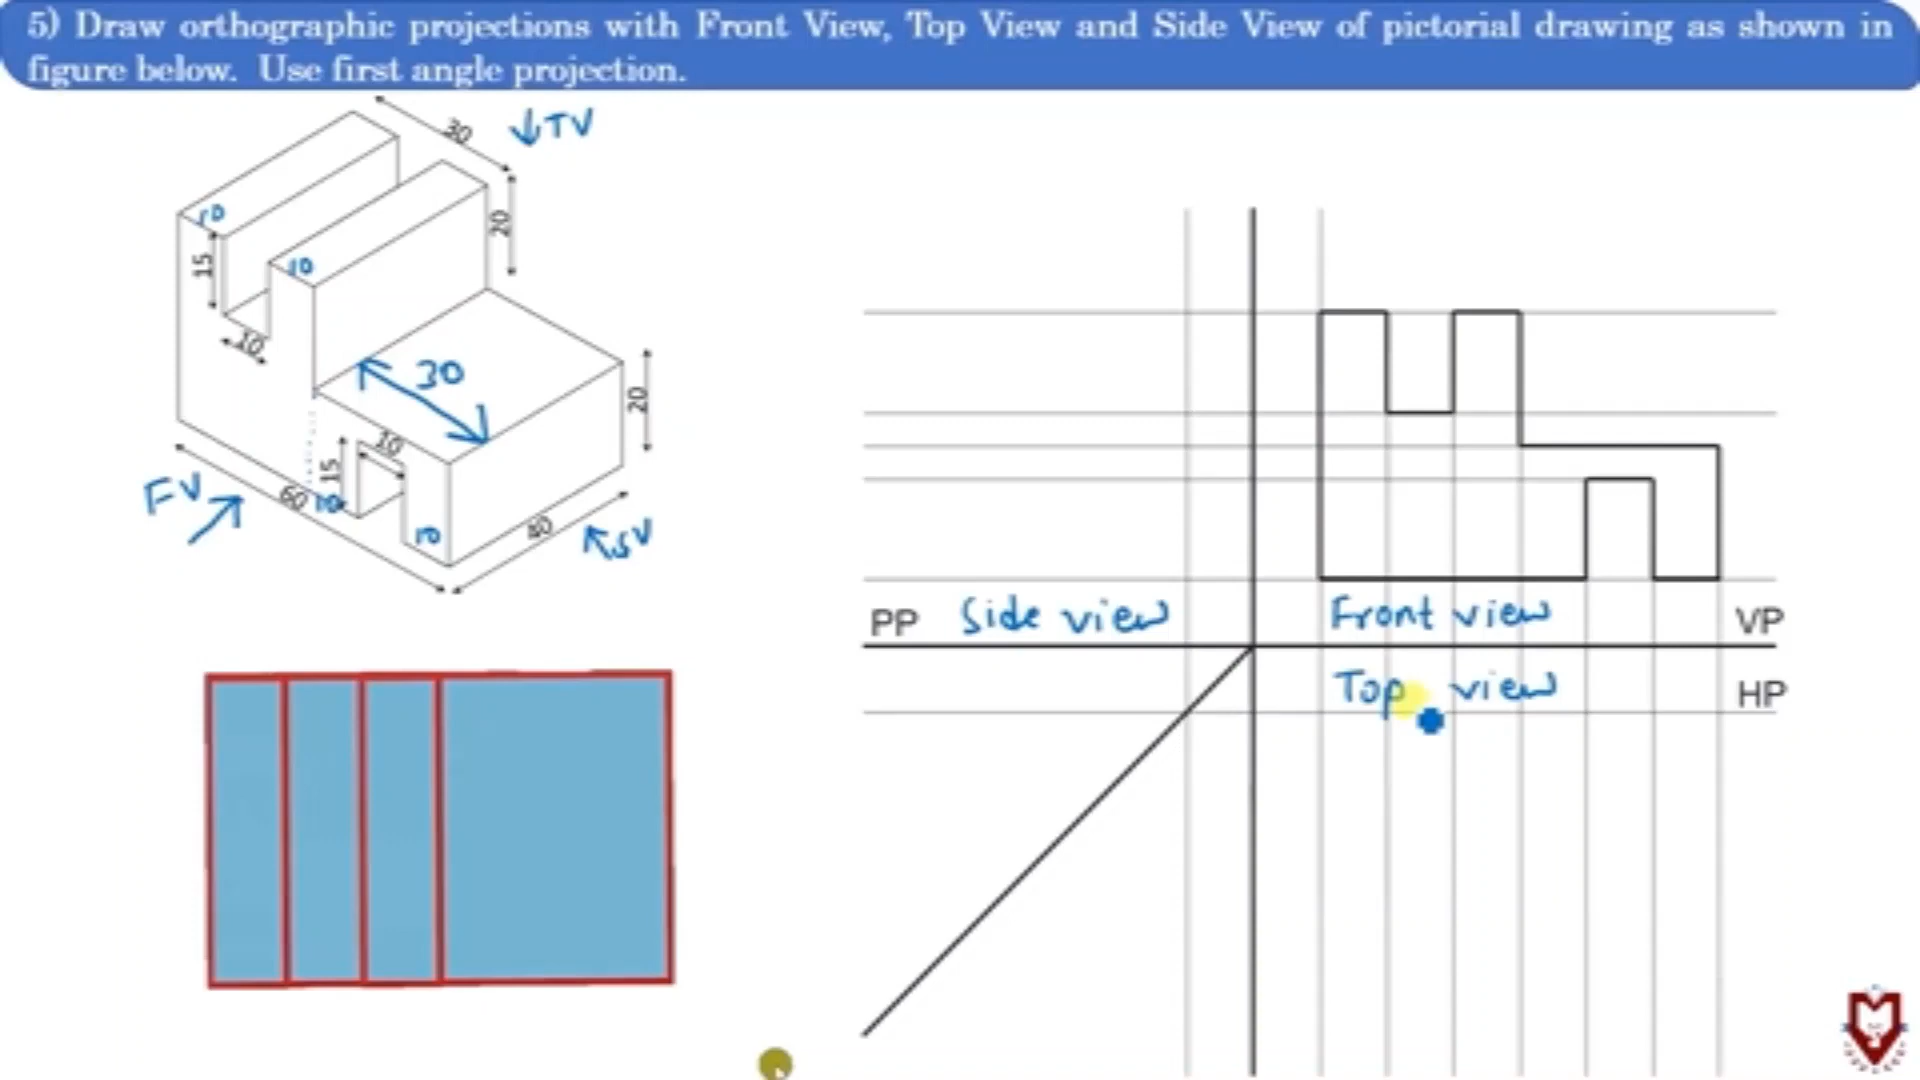 5) Draw orthographic projections with Front View, Top View and Side View of pictorial drawing as shown in
figure below. Use first angle projection.
30
↓TV
10
20
15
10
10
30
20
10
15
FV
60
10
10
40
SV
PP
Side view
Front view
VP
Top view
HP